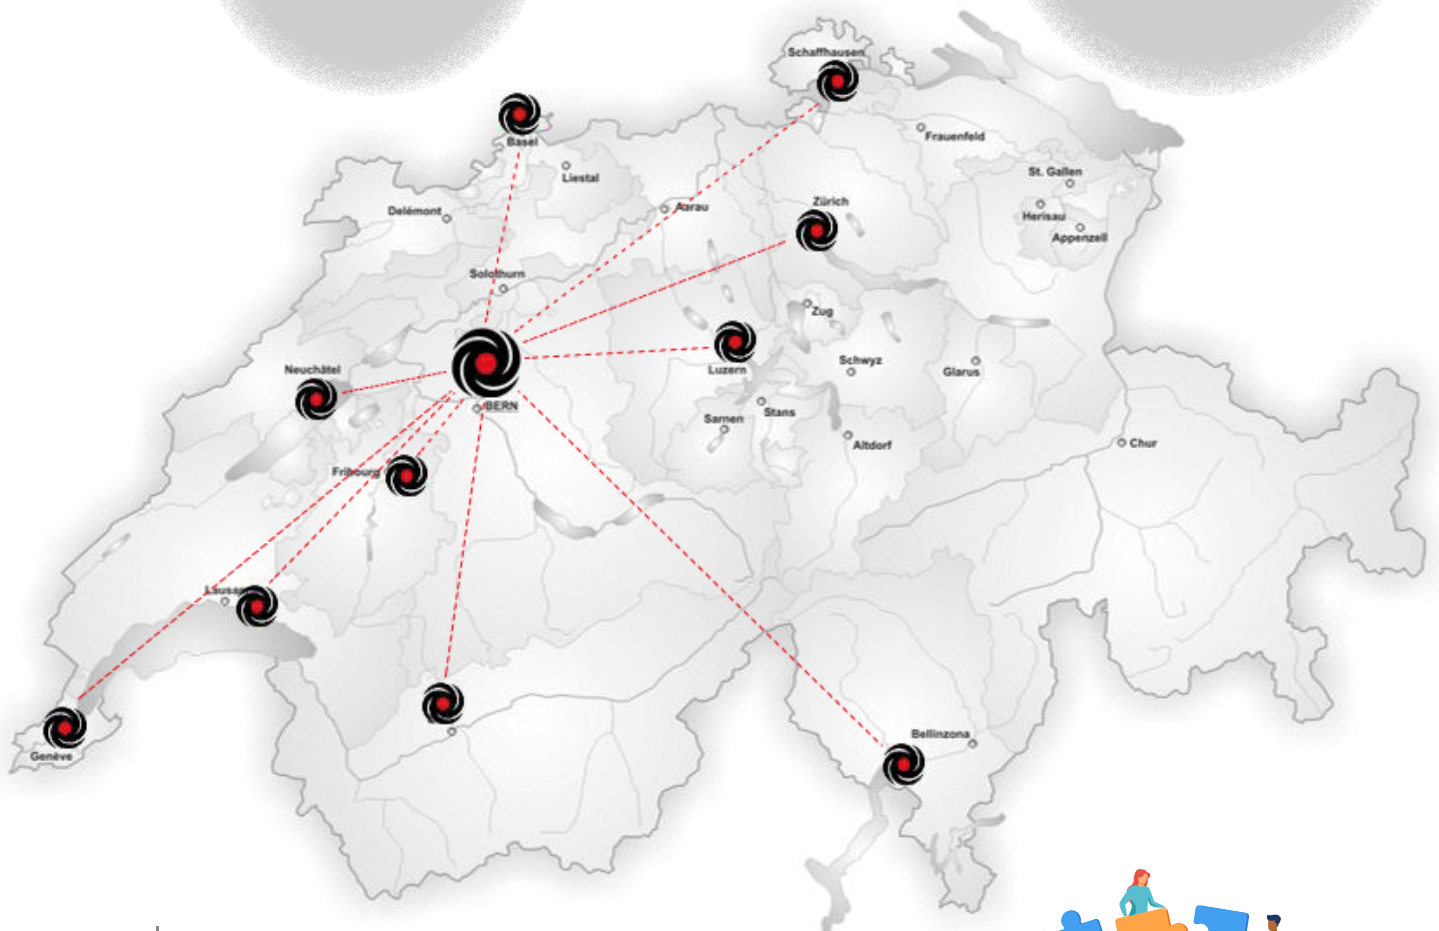 Schaffhausen
Frauenfeld
Basel
Liestal
St. Gallen
Delémont
Aarau
Zürich
Herisau
Appenzell
Solothurn
Zug
Neuchâtel
Luzern
Schwyz
Glarus
BERN
Sarnen
Stans
Altdorf
Chur
Fribourg
Lausanne
Bellinzona
Genève